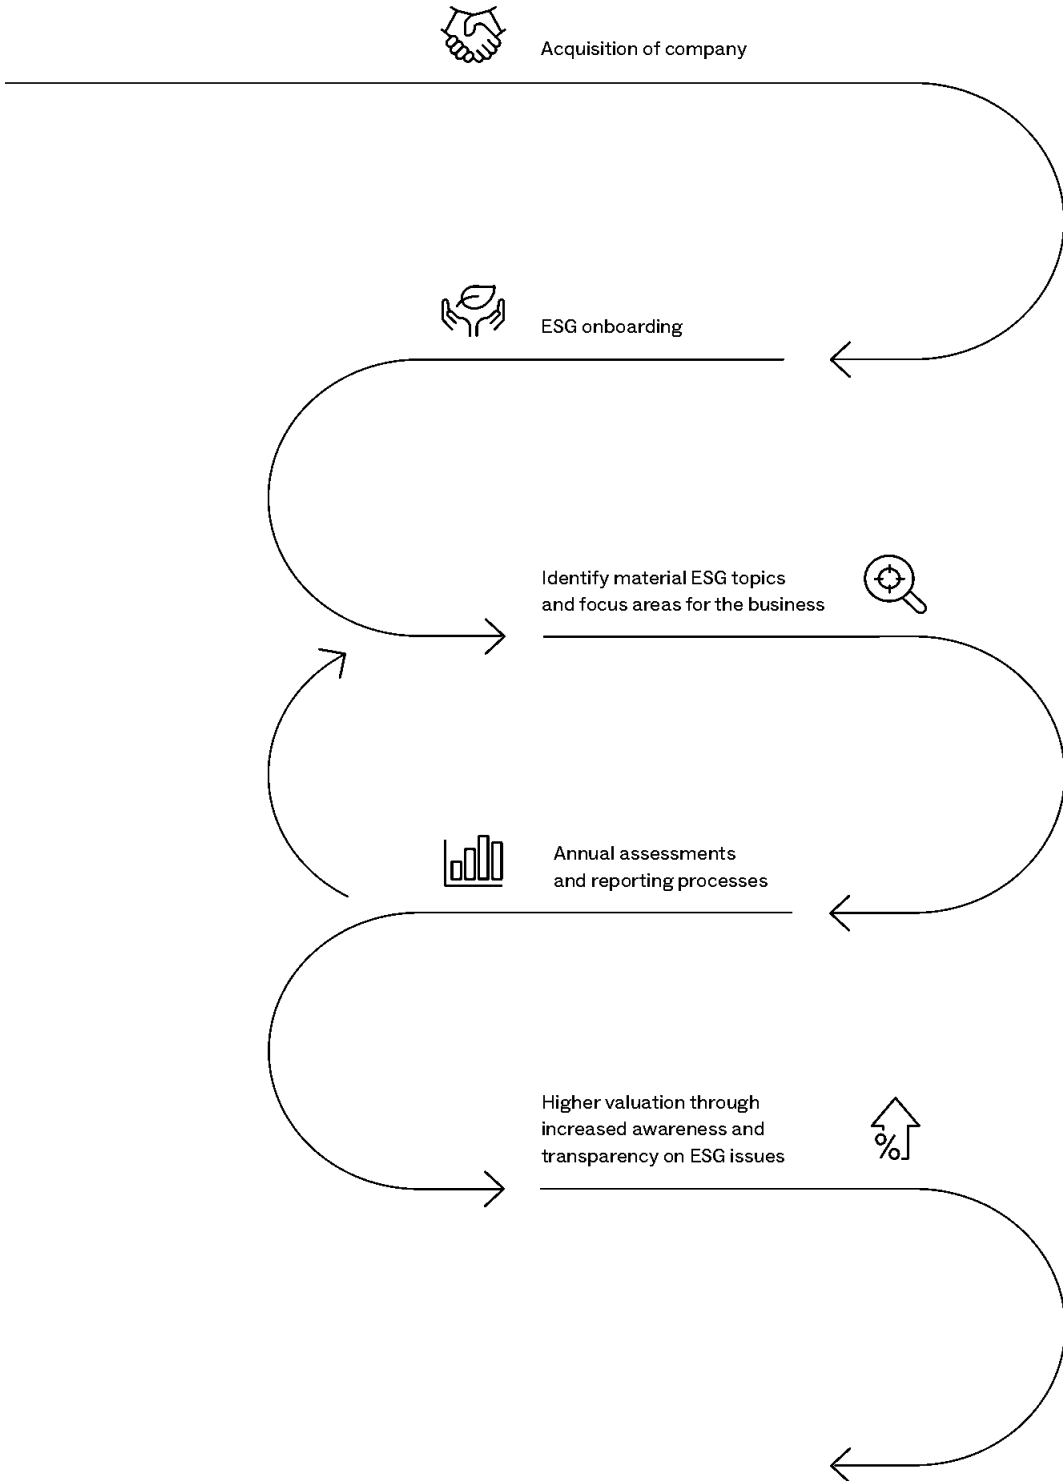 Acquisition of company
ESG onboarding
Identify material ESG topics
and focus areas for the business
Annual assessments
and reporting processes
Higher valuation through
increased awareness and
transparency on ESG issues
%